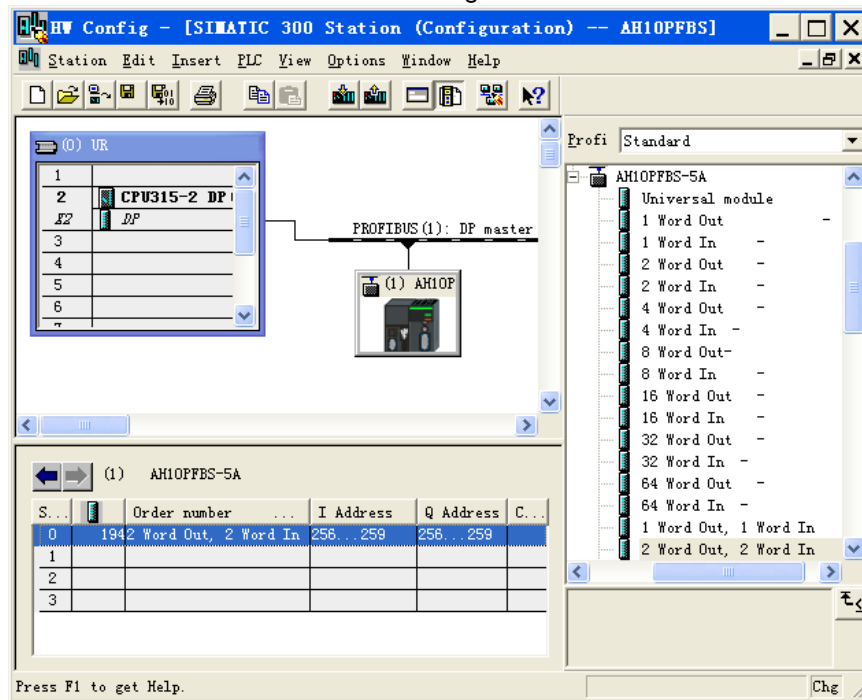 HW Config - [SIMATIC 300 Station (Configuration) -- AH10PFBS]
Station Edit Insert PLC View Options Window Help
(0) UR
1
2 CPU315-2 DP
E2 DP
3
4
5
6
7
PROFIBUS(1): DP master
(1) AH10P
Profi Standard
AH10PFBS-5A
Universal module
1 Word Out -
1 Word In -
2 Word Out -
2 Word In -
4 Word Out -
4 Word In -
8 Word Out-
8 Word In -
16 Word Out -
16 Word In -
32 Word Out -
32 Word In -
64 Word Out -
64 Word In -
1 Word Out, 1 Word In
2 Word Out, 2 Word In
(1) AH10PFBS-5A
S... Order number ... I Address Q Address C...
0 194 2 Word Out, 2 Word In 256...259 256...259
1
2
3
Press F1 to get Help.
Chg